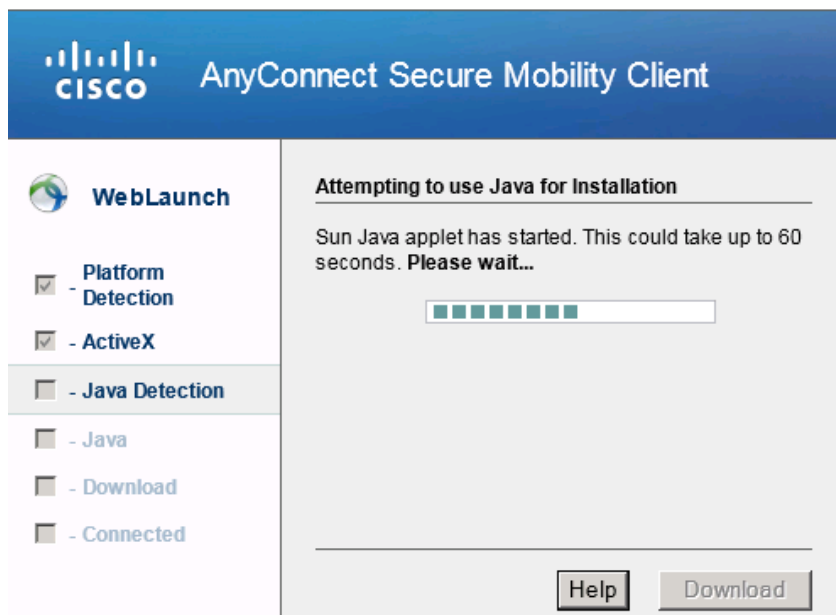 CISCO
AnyConnect Secure Mobility Client
WebLaunch
- Platform
Detection
- ActiveX
- Java Detection
- Java
- Download
- Connected
Attempting to use Java for Installation
Sun Java applet has started. This could take up to 60
seconds. Please wait...
Help
Download